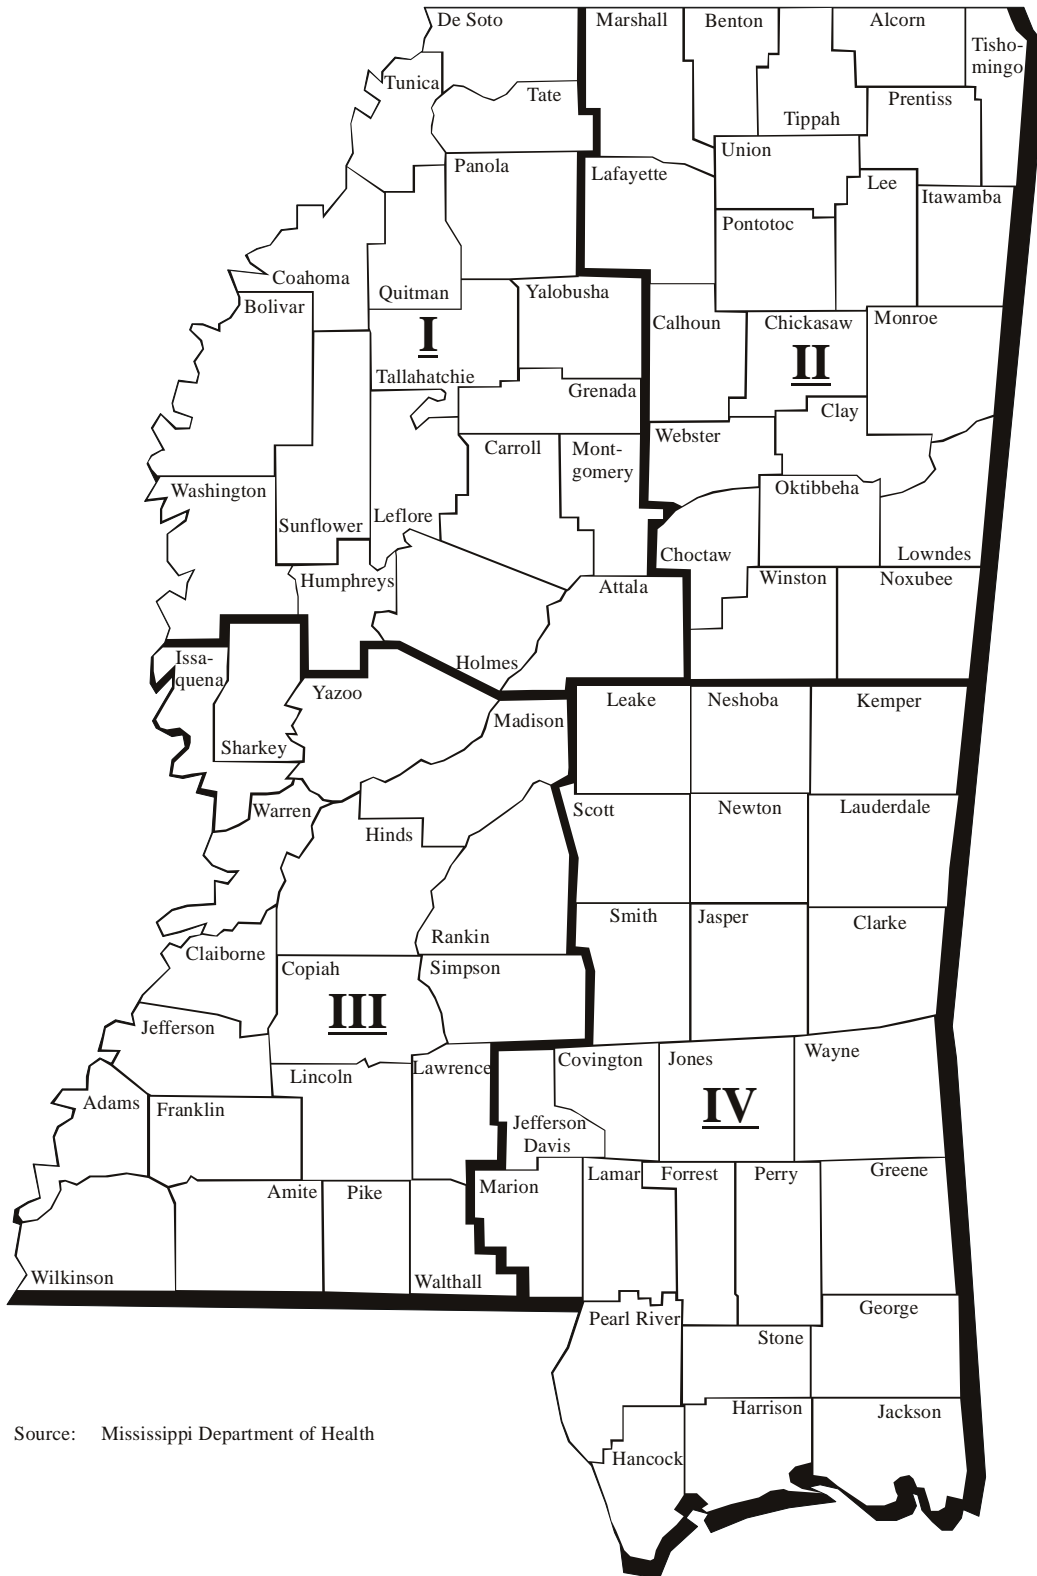 De Soto
Marshall
Benton
Alcorn
Tisho-
mingo
Tunica
Tate
Prentiss
Tippah
Union
Panola
Lafayette
Lee
Itawamba
Pontotoc
Coahoma
Quitman
Yalobusha
Bolivar
Calhoun
Chickasaw
Monroe
I
II
Tallahatchie
Grenada
Clay
Webster
Carroll
Mont-
gomery
Washington
Oktibbeha
Sunflower
Leflore
Choctaw
Lowndes
Humphreys
Attala
Winston
Noxubee
Issa-
quena
Holmes
Yazoo
Leake
Neshoba
Kemper
Madison
Sharkey
Warren
Scott
Newton
Lauderdale
Hinds
Smith
Jasper
Clarke
Rankin
Claiborne
Copiah
Simpson
III
Jefferson
Covington
Jones
Wayne
Lawrence
Lincoln
Adams
Franklin
IV
Jefferson
Davis
Marion
Lamar
Forrest
Perry
Greene
Amite
Pike
Wilkinson
Walthall
Pearl River
George
Stone
Harrison
Jackson
Source: Mississippi Department of Health
Hancock